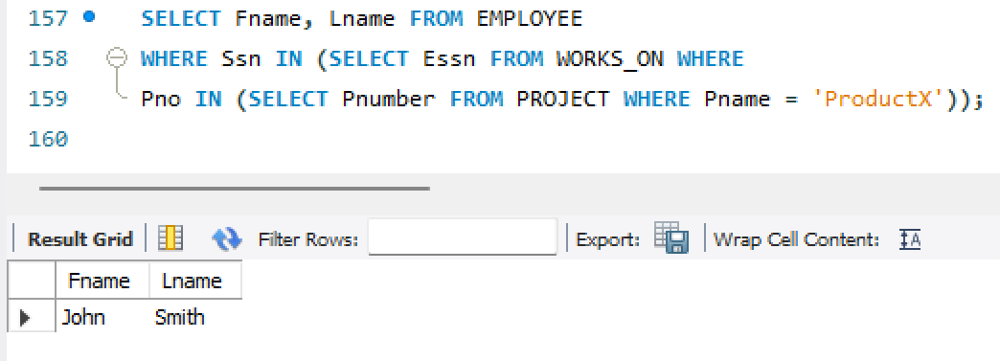 157 SELECT Fname, Lname FROM EMPLOYEE
158 WHERE Ssn IN (SELECT Essn FROM WORKS_ON WHERE
159 Pno IN (SELECT Pnumber FROM PROJECT WHERE Pname = 'ProductX'));
160
Result Grid Filter Rows: Export: Wrap Cell Content: IA
Fname Lname
John Smith